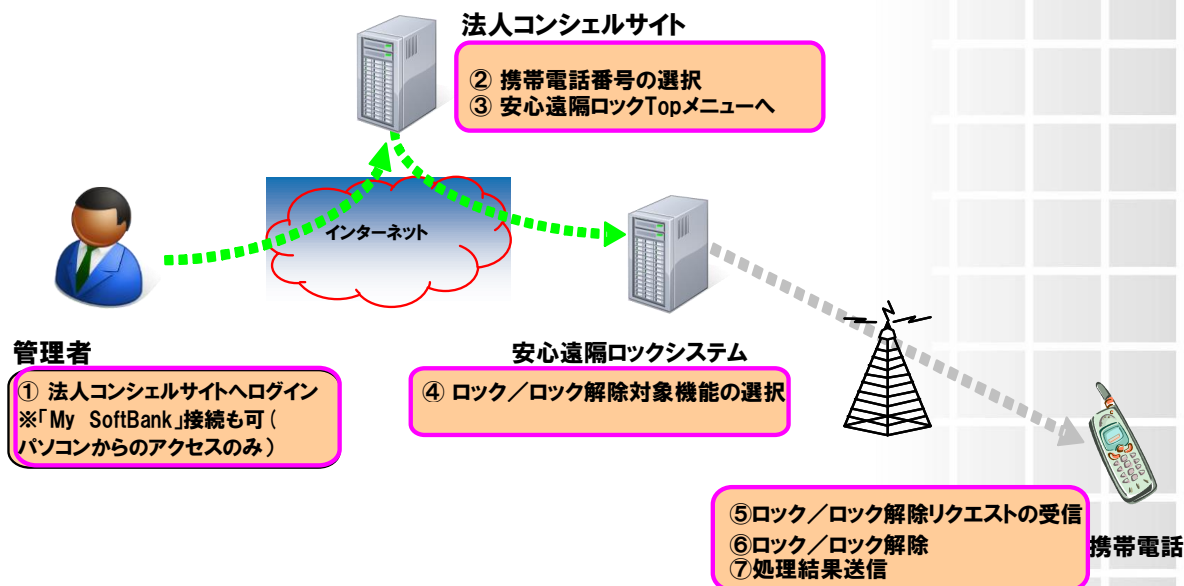 法人コンシェルサイト
② 携帯電話番号の選択
③ 安心遠隔ロックTopメニューへ
インターネット
管理者
① 法人コンシェルサイトへログイン
※「My SoftBank」接続も可(
パソコンからのアクセスのみ)
安心遠隔ロックシステム
④ ロック／ロック解除対象機能の選択
⑤ロック／ロック解除リクエストの受信
⑥ロック／ロック解除
⑦処理結果送信
携帯電話